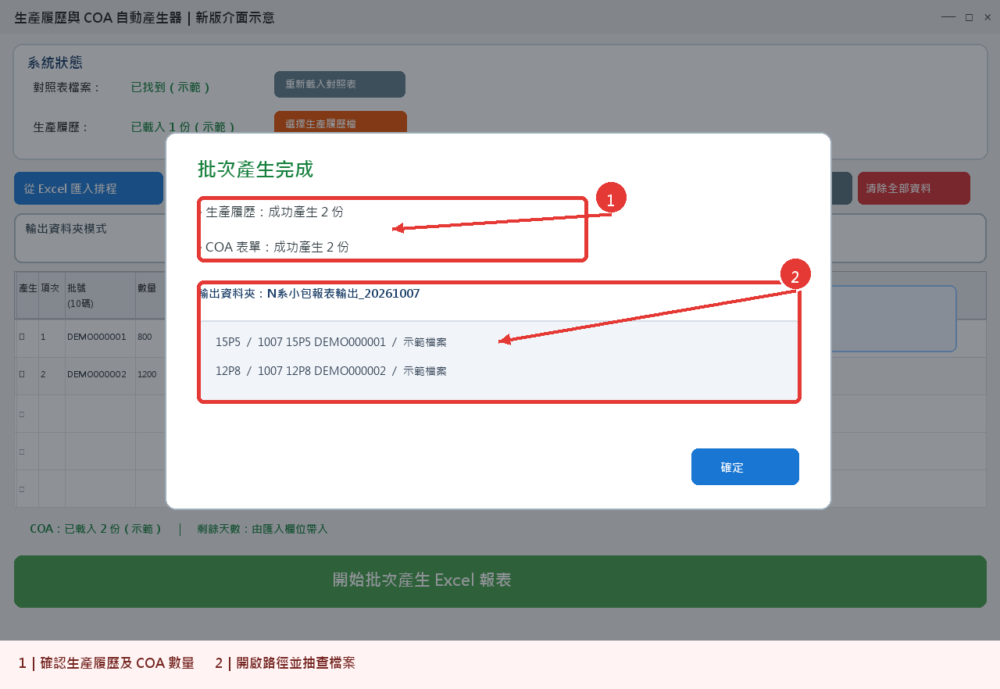 生產履歷與 COA 自動產生器 | 新版介面示意
系統狀態
對照表檔案：
已找到 ( 示範 )
重新載入對照表
生產履歷：
已載入 1 份 ( 示範 )
選擇生產履歷檔
從 Excel 匯入排程
清除全部資料
輸出資料夾模式
產生 項次 批號 數量
(10碼)
1 DEMO000001 800
2 DEMO000002 1200
批次產生完成
1
生產履歷：成功產生 2 份
COA 表單：成功產生 2 份
2
輸出資料夾：N系小包報表輸出_20261007
15P5 / 1007 15P5 DEMO000001 / 示範檔案
12P8 / 1007 12P8 DEMO000002 / 示範檔案
確定
COA：已載入 2 份 ( 示範 ) | 剩餘天數：由匯入欄位帶入
開始批次產生 Excel 報表
1 | 確認生產履歷及 COA 數量 2 | 開啟路徑並抽查檔案